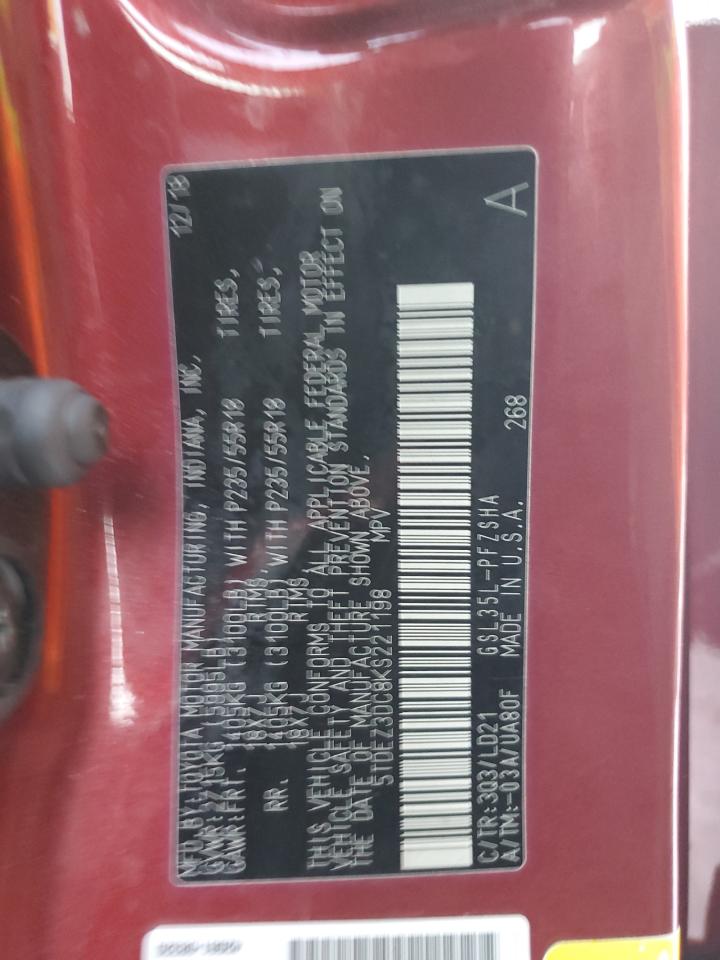 MFD.BY:TOYOTA MOTOR MANUFACTURING, INDIANA, INC. 12/18
GVWR:2715KG (5985LB)
GAWR:FRT. 1405KG (3100LB) WITH P235/55R18 TIRES,
18X7J RIMS
RR. 1405KG (3100LB) WITH P235/55R18 TIRES,
18X7J RIMS
THIS VEHICLE CONFORMS TO ALL APPLICABLE FEDERAL MOTOR
VEHICLE SAFETY AND THEFT PREVENTION STANDARDS IN EFFECT ON
THE DATE OF MANUFACTURE SHOWN ABOVE.
5TDEZ3DC8KS221198 MPV
C/TR:3Q3/LD21 GSL35L-PFZSHA 268 A
A/TM:-03A/UA80F MADE IN U.S.A.